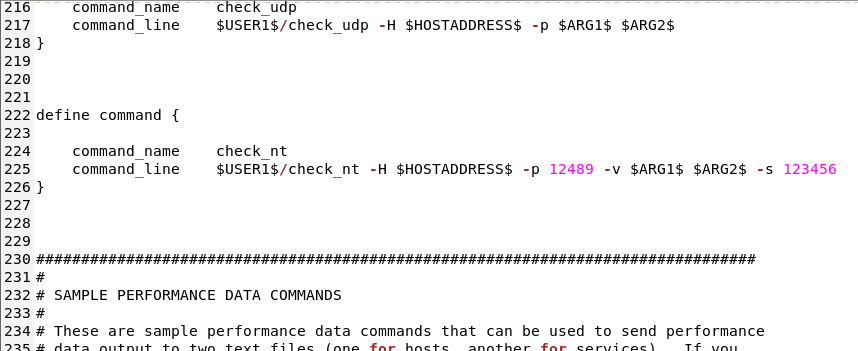 216    command_name    check_udp
217    command_line    $USER1$/check_udp -H $HOSTADDRESS$ -p $ARG1$ $ARG2$
218 }
219
220
221
222 define command {
223
224    command_name    check_nt
225    command_line    $USER1$/check_nt -H $HOSTADDRESS$ -p 12489 -v $ARG1$ $ARG2$ -s 123456
226 }
227
228
229
230 ################################################################################
231 #
232 # SAMPLE PERFORMANCE DATA COMMANDS
233 #
234 # These are sample performance data commands that can be used to send performance
235 # data output to two text files (one for hosts, another for services).  If you